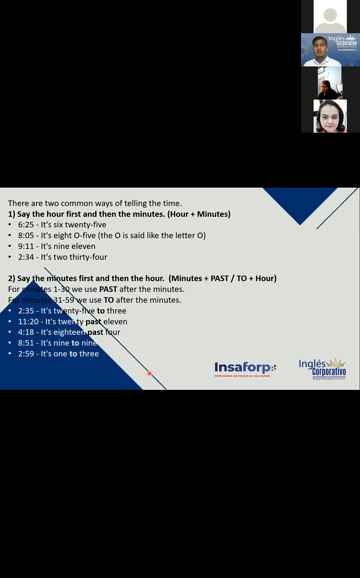 Inglés
Corporativo
There are two common ways of telling the time.
1) Say the hour first and then the minutes. (Hour + Minutes)
• 6:25 - It's six twenty-five
• 8:05 - It's eight O-five (the O is said like the letter O)
• 9:11 - It's nine eleven
• 2:34 - It's two thirty-four
2) Say the minutes first and then the hour. (Minutes + PAST / TO + Hour)
For minutes 1-30 we use PAST after the minutes.
For minutes 31-59 we use TO after the minutes.
• 2:35 - It's twenty-five to three
• 11:20 - It's twenty past eleven
• 4:18 - It's eighteen past four
• 8:51 - It's nine to nine
• 2:59 - It's one to three
Insaforp
Inglés
Corporativo